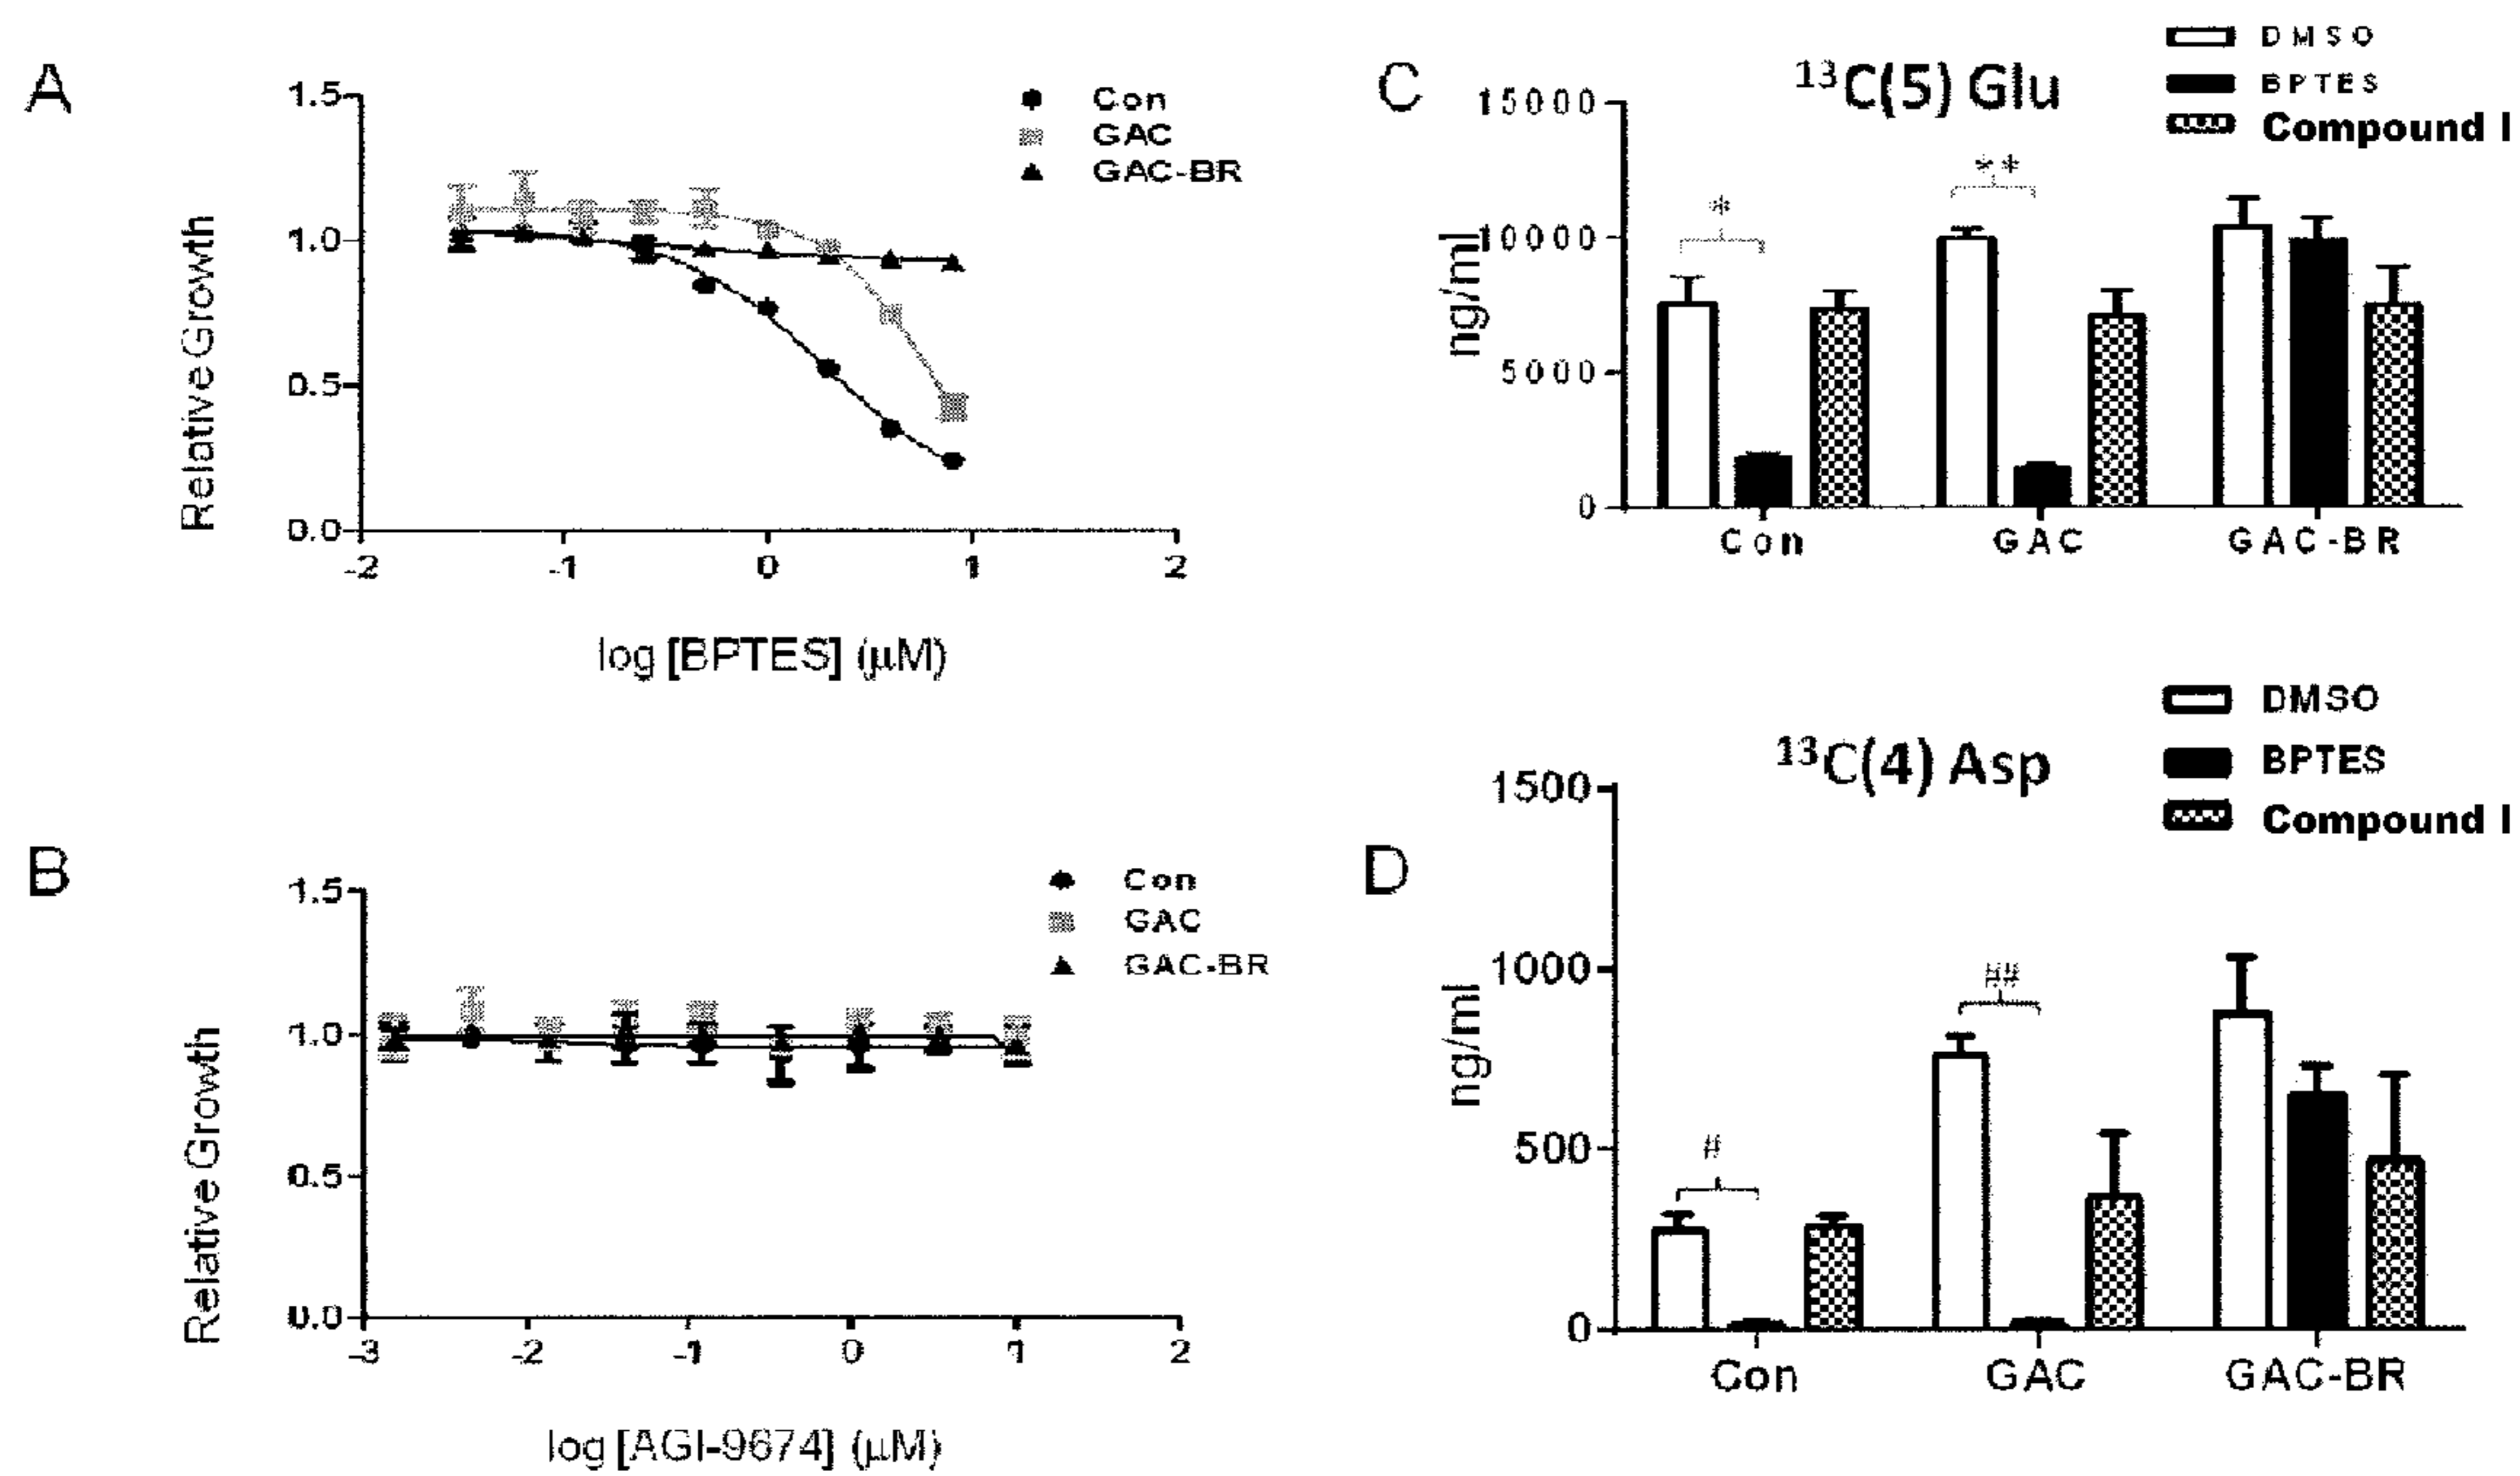 A
1.5
1.0
0.5
0.0
-2
-1
0
1
2
Relative Growth
log [BPTES] (µM)
Con
GAC
GAC-BR
B
1.5
1.0
0.5
0.0
-3
-2
-1
0
1
2
Relative Growth
log [AGI-9674] (µM)
Con
GAC
GAC-BR
C
¹³C(5) Glu
DMSO
BPTES
Compound I
15000
10000
5000
0
ng/ml
*
**
Con
GAC
GAC-BR
D
¹³C(4) Asp
DMSO
BPTES
Compound I
1500
1000
500
0
ng/ml
#
##
Con
GAC
GAC-BR